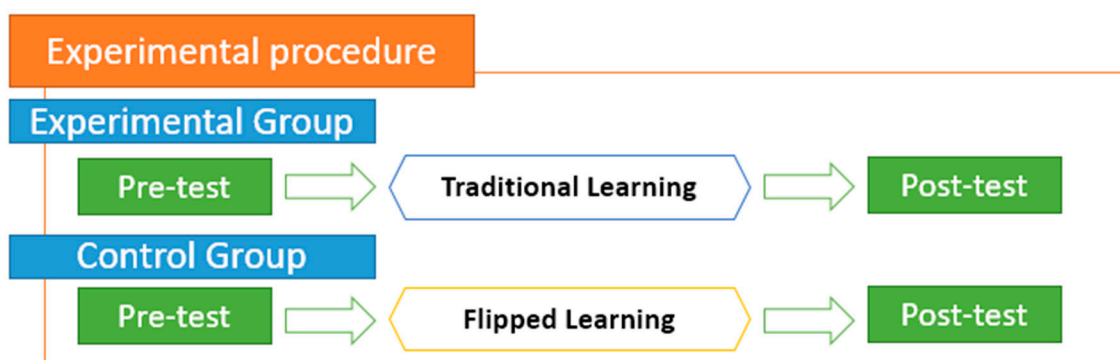 Experimental procedure
Experimental Group
Pre-test
Traditional Learning
Post-test
Control Group
Pre-test
Flipped Learning
Post-test